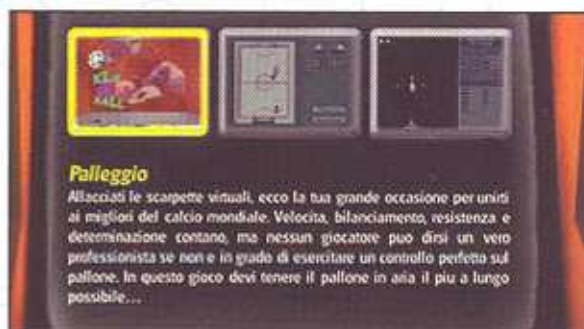 Palleggio
Allacciati le scarpette virtuali, ecco la tua grande occasione per unirti
ai migliori del calcio mondiale. Velocita, bilanciamento, resistenza e
determinazione contano, ma nessun giocatore puo dirsi un vero
professionista se non e in grado di esercitare un controllo perfetto sul
pallone. In questo gioco devi tenere il pallone in aria il piu a lungo
possibile...